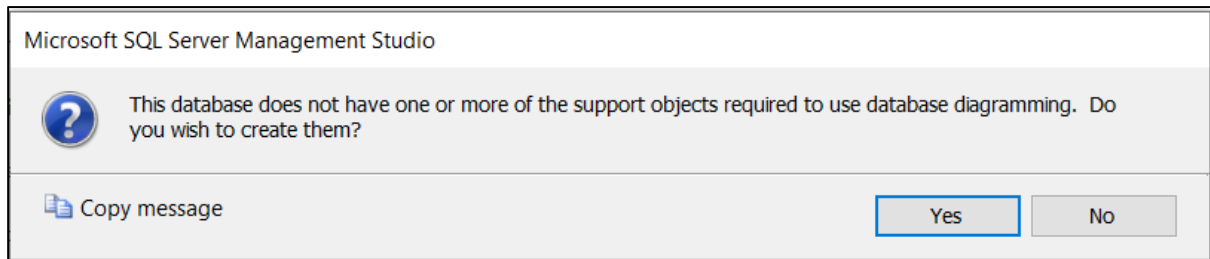 Microsoft SQL Server Management Studio
This database does not have one or more of the support objects required to use database diagramming.  Do
you wish to create them?
Copy message
Yes
No